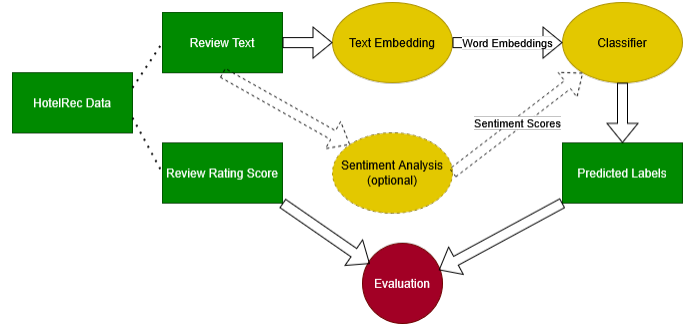 Review Text
Text Embedding
Word Embeddings
Classifier
HotelRec Data
Sentiment Scores
Review Rating Score
Sentiment Analysis
(optional)
Predicted Labels
Evaluation